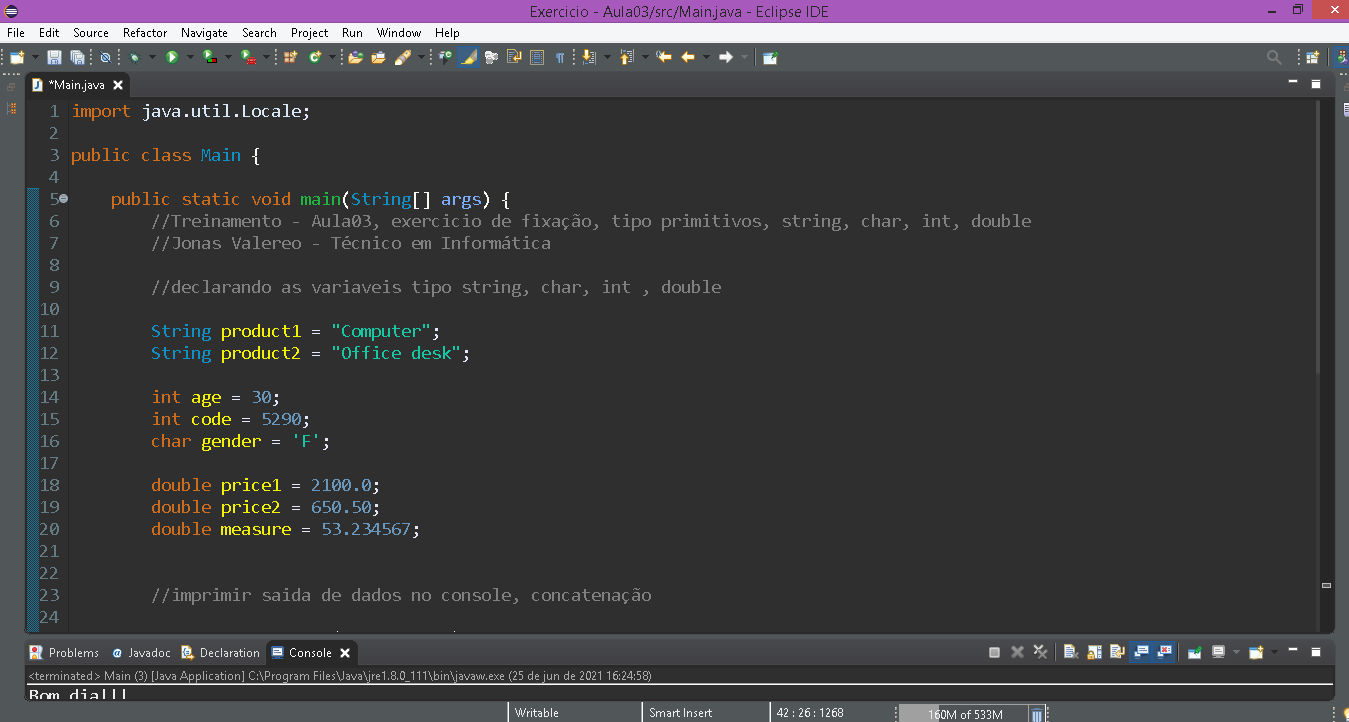 Exercicio - Aula03/src/Main.java - Eclipse IDE
File Edit Source Refactor Navigate Search Project Run Window Help
*Main.java
1 import java.util.Locale;
2
3 public class Main {
4
5 public static void main(String[] args) {
6 //Treinamento - Aula03, exercicio de fixação, tipo primitivos, string, char, int, double
7 //Jonas Valereo - Técnico em Informática
8
9 //declarando as variaveis tipo string, char, int , double
10
11 String product1 = "Computer";
12 String product2 = "Office desk";
13
14 int age = 30;
15 int code = 5290;
16 char gender = 'F';
17
18 double price1 = 2100.0;
19 double price2 = 650.50;
20 double measure = 53.234567;
21
22
23 //imprimir saida de dados no console, concatenação
24
Problems Javadoc Declaration Console
<terminated> Main (3) [Java Application] C:\Program Files\Java\jre1.8.0_111\bin\javaw.exe (25 de jun de 2021 16:24:58)
Bom dia!!!
Writable Smart Insert 42 : 26 : 1268 160M of 533M